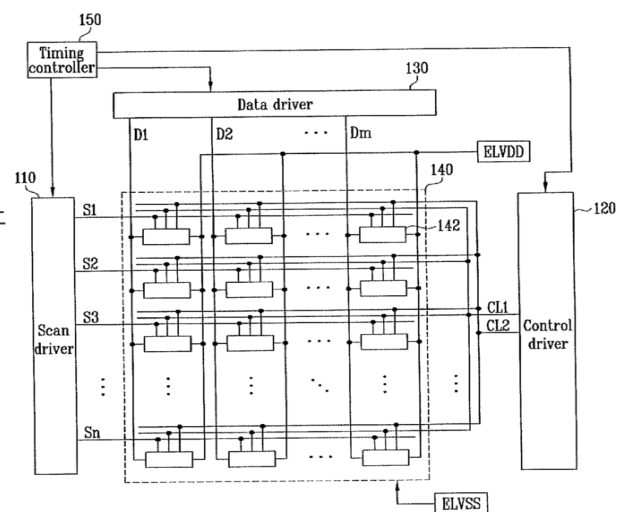 150
Timing
controller
130
Data driver
D1
D2
Dm
ELVDD
110
140
120
S1
142
S2
S3
CL1
CL2
Scan
driver
Control
driver
Sn
ELVSS